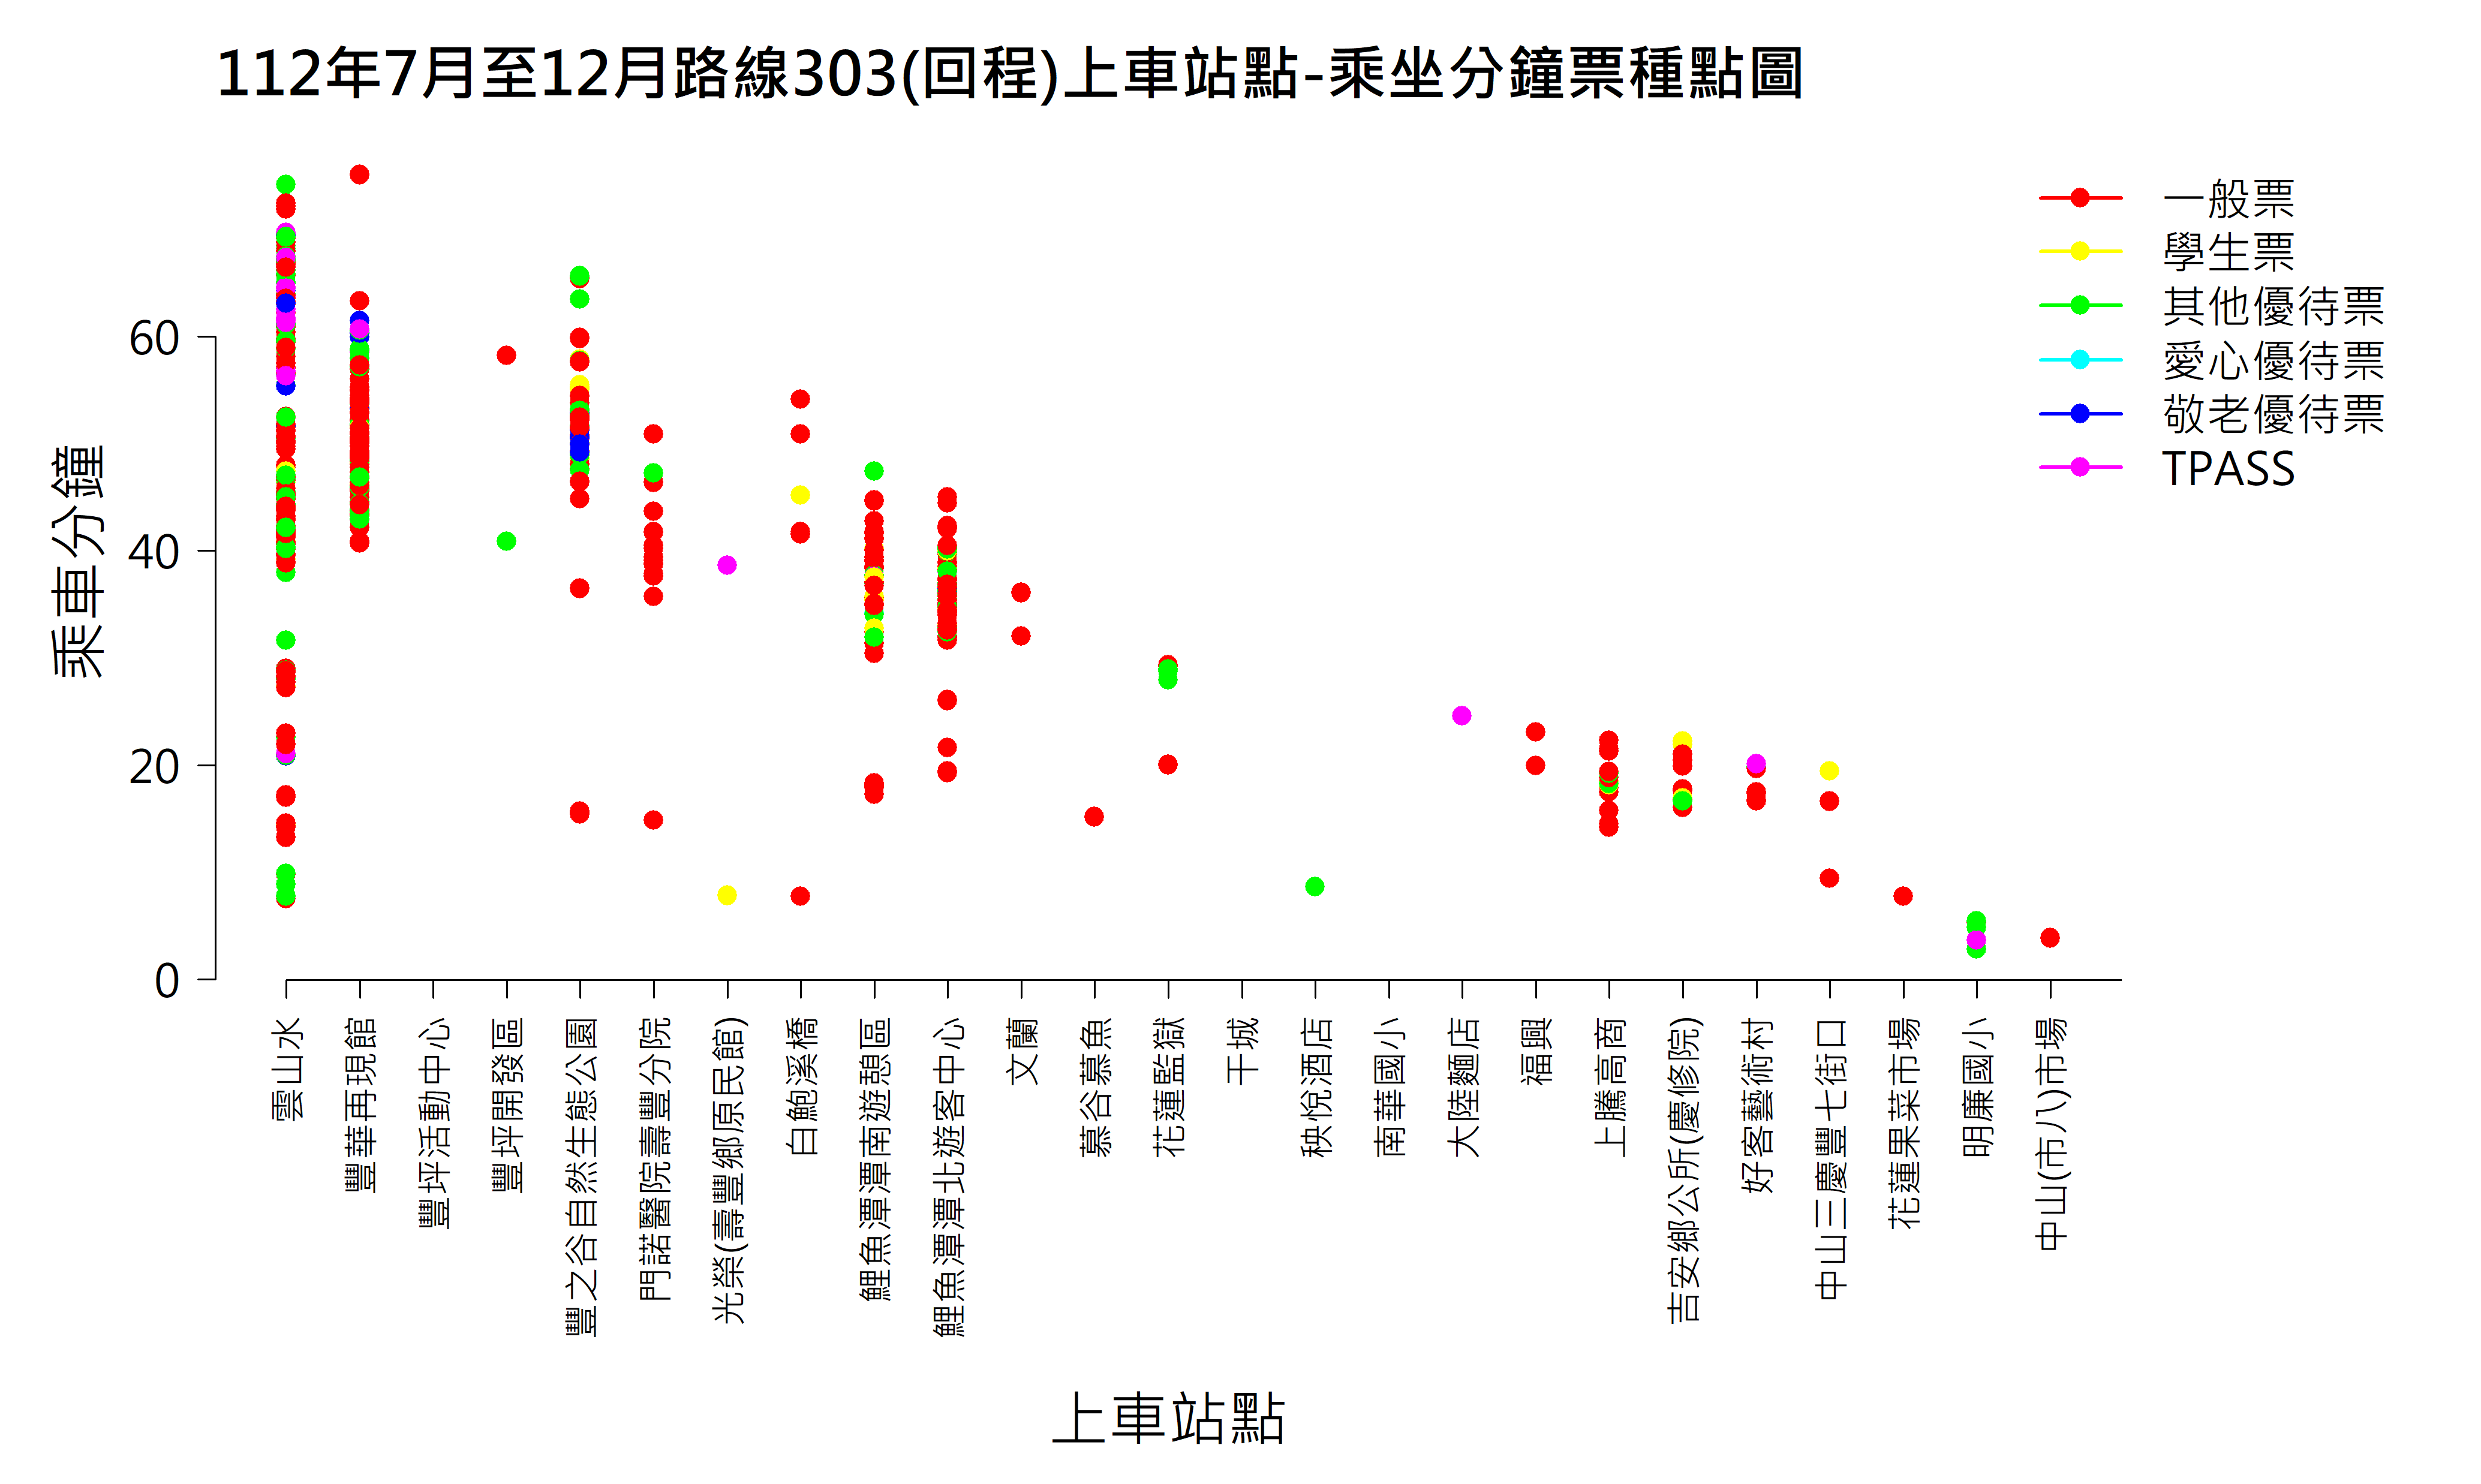 112年7月至12月路線303(回程)上車站點-乘坐分鐘票種點圖
一般票
學生票
其他優待票
愛心優待票
敬老優待票
TPASS
乘車分鐘
60
40
20
0
雲山水
豐華再現館
豐坪活動中心
豐坪開發區
豐之谷自然生態公園
門諾醫院壽豐分院
光榮(壽豐鄉原民館)
白鮑溪橋
鯉魚潭潭南遊憩區
鯉魚潭潭北遊客中心
文蘭
慕谷慕魚
花蓮監獄
干城
秧悅酒店
南華國小
大陸麵店
福興
上騰高商
吉安鄉公所(慶修院)
好客藝術村
中山三慶豐七街口
花蓮果菜市場
明廉國小
中山(市八)市場
上車站點